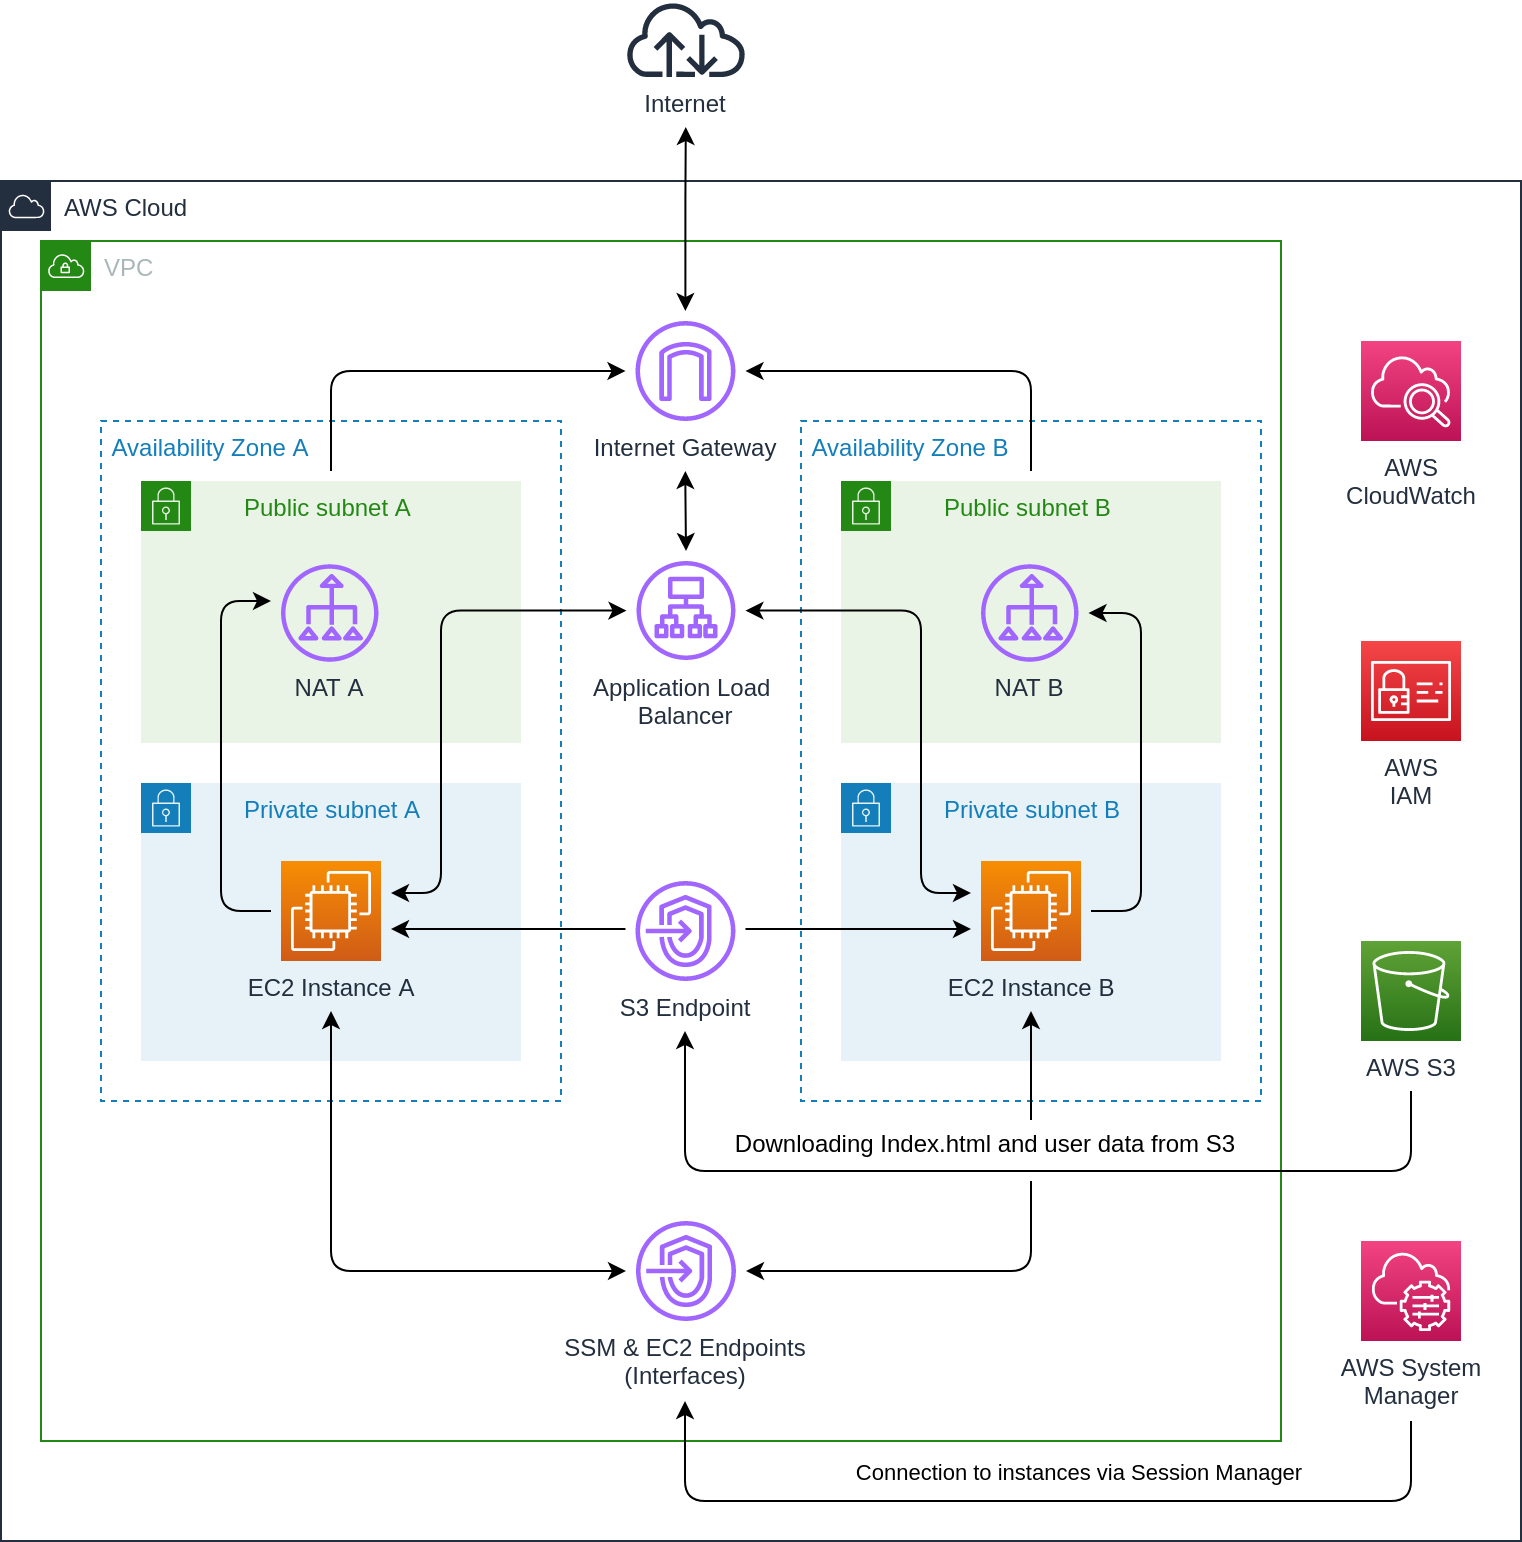 Internet
AWS Cloud
VPC
Internet Gateway
Availability Zone A
Availability Zone B
AWS
CloudWatch
Public subnet A
Public subnet B
NAT A
Application Load
Balancer
NAT B
AWS
IAM
Private subnet A
Private subnet B
EC2 Instance A
S3 Endpoint
EC2 Instance B
AWS S3
Downloading Index.html and user data from S3
SSM & EC2 Endpoints
(Interfaces)
AWS System
Manager
Connection to instances via Session Manager